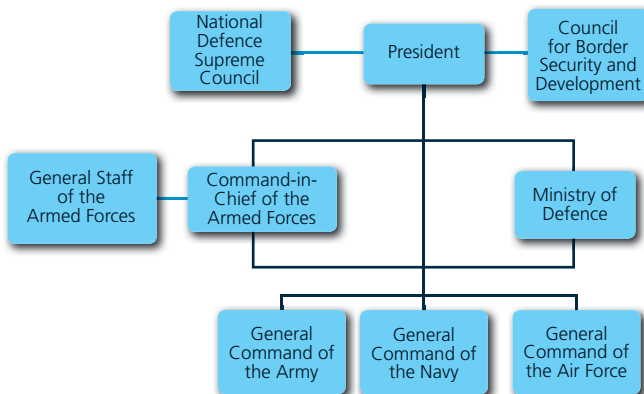 National
Defence
Supreme
Council
President
Council
for Border
Security and
Development
General Staff
of the
Armed Forces
Command-in-
Chief of the
Armed Forces
Ministry of
Defence
General
Command of
the Army
General
Command of
the Navy
General
Command of
the Air Force